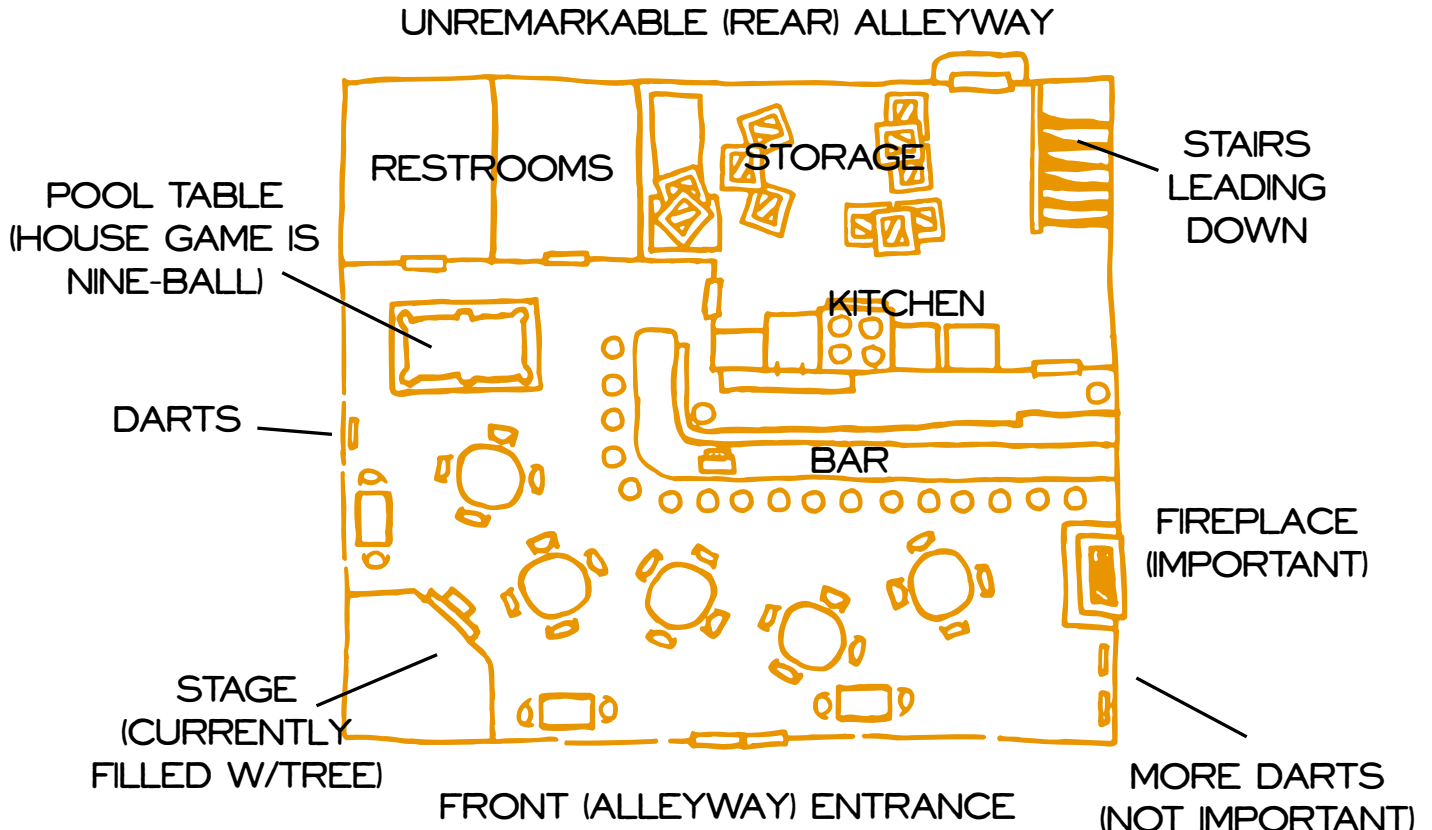 UNREMARKABLE (REAR) ALLEYWAY
RESTROOMS
STORAGE
STAIRS
LEADING
DOWN
POOL TABLE
(HOUSE GAME IS
NINE-BALL)
KITCHEN
DARTS
BAR
FIREPLACE
(IMPORTANT)
STAGE
(CURRENTLY
FILLED W/TREE)
MORE DARTS
(NOT IMPORTANT)
FRONT (ALLEYWAY) ENTRANCE